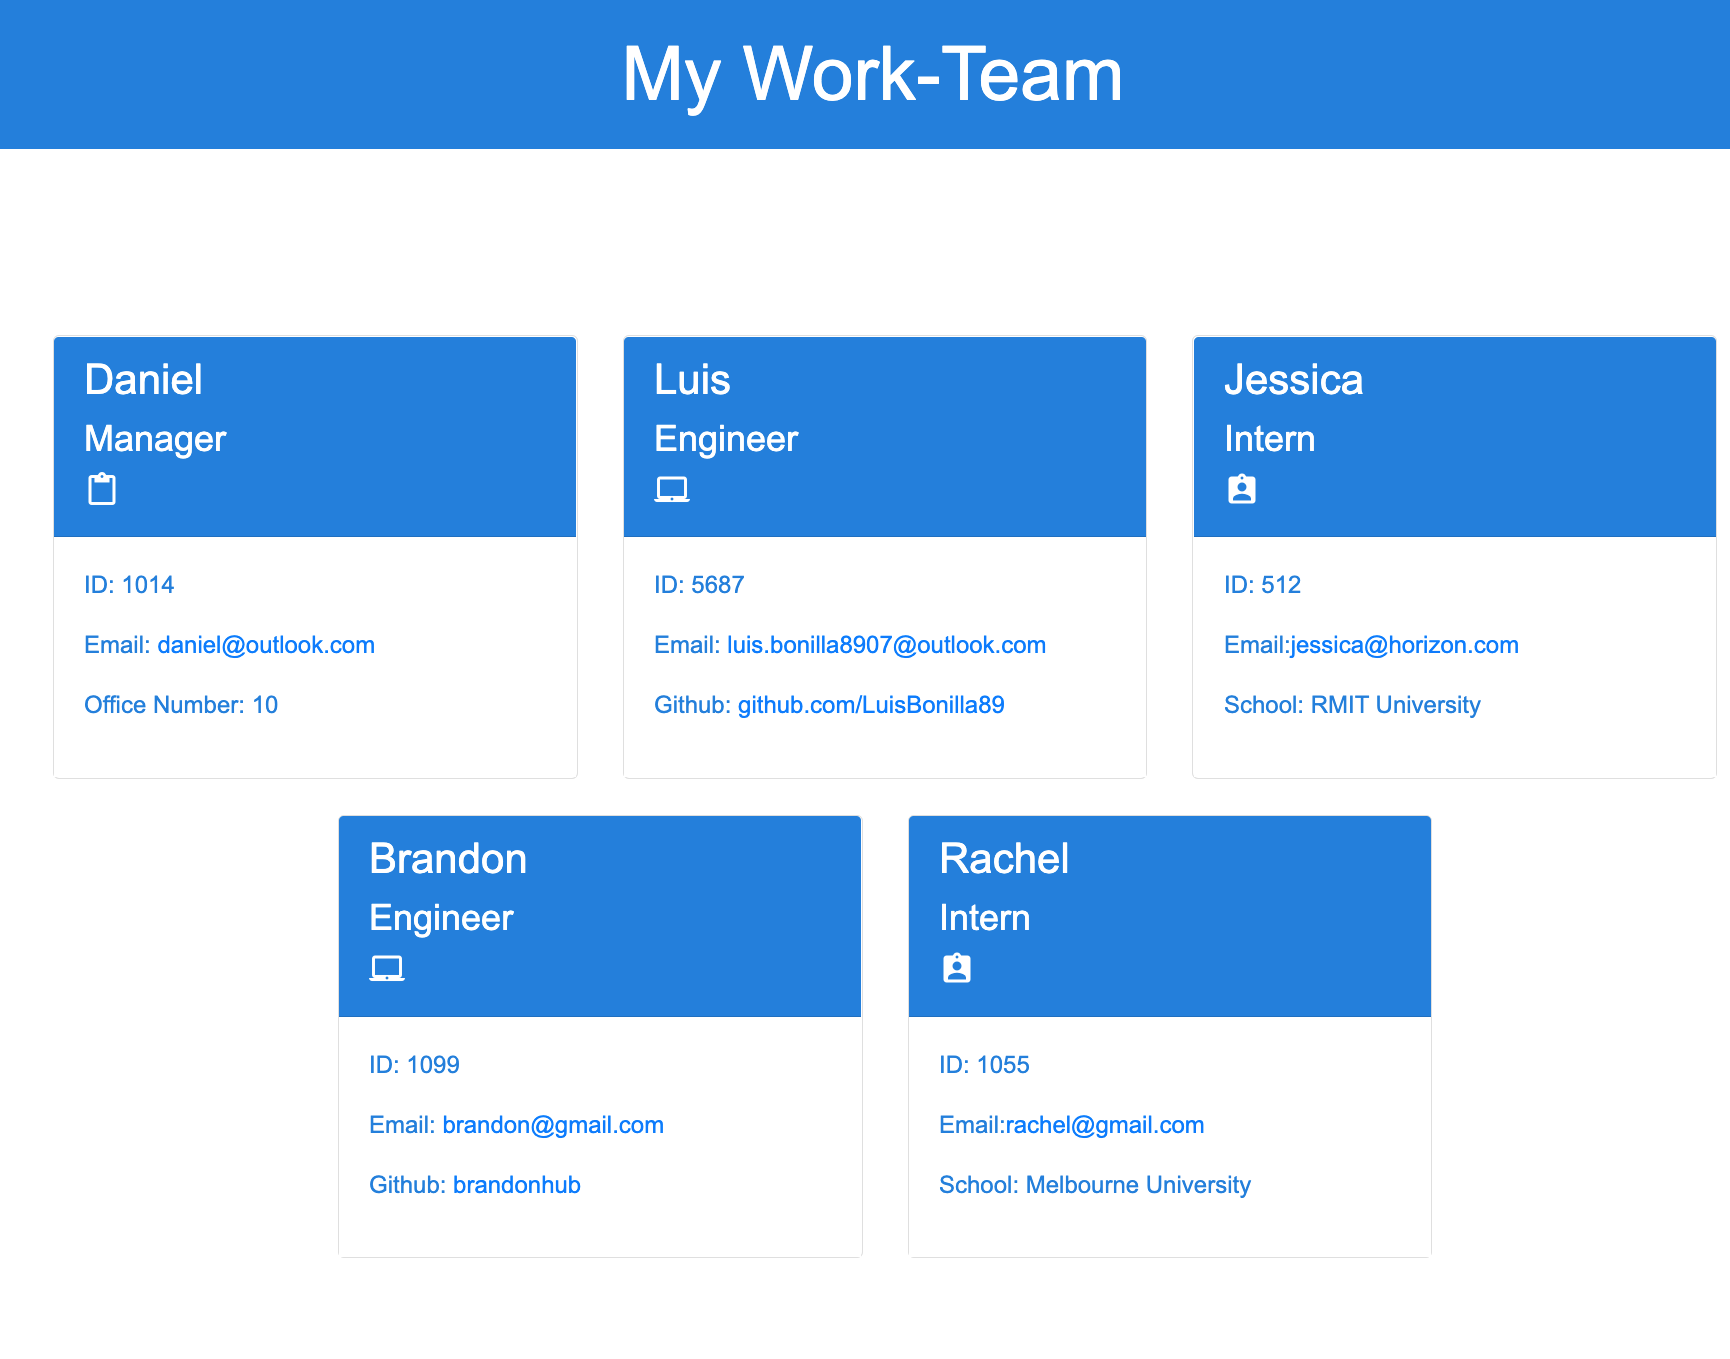 My Work-Team
Daniel
Manager
ID: 1014
Email: daniel@outlook.com
Office Number: 10
Luis
Engineer
ID: 5687
Email: luis.bonilla8907@outlook.com
Github: github.com/LuisBonilla89
Jessica
Intern
ID: 512
Email:jessica@horizon.com
School: RMIT University
Brandon
Engineer
ID: 1099
Email: brandon@gmail.com
Github: brandonhub
Rachel
Intern
ID: 1055
Email:rachel@gmail.com
School: Melbourne University